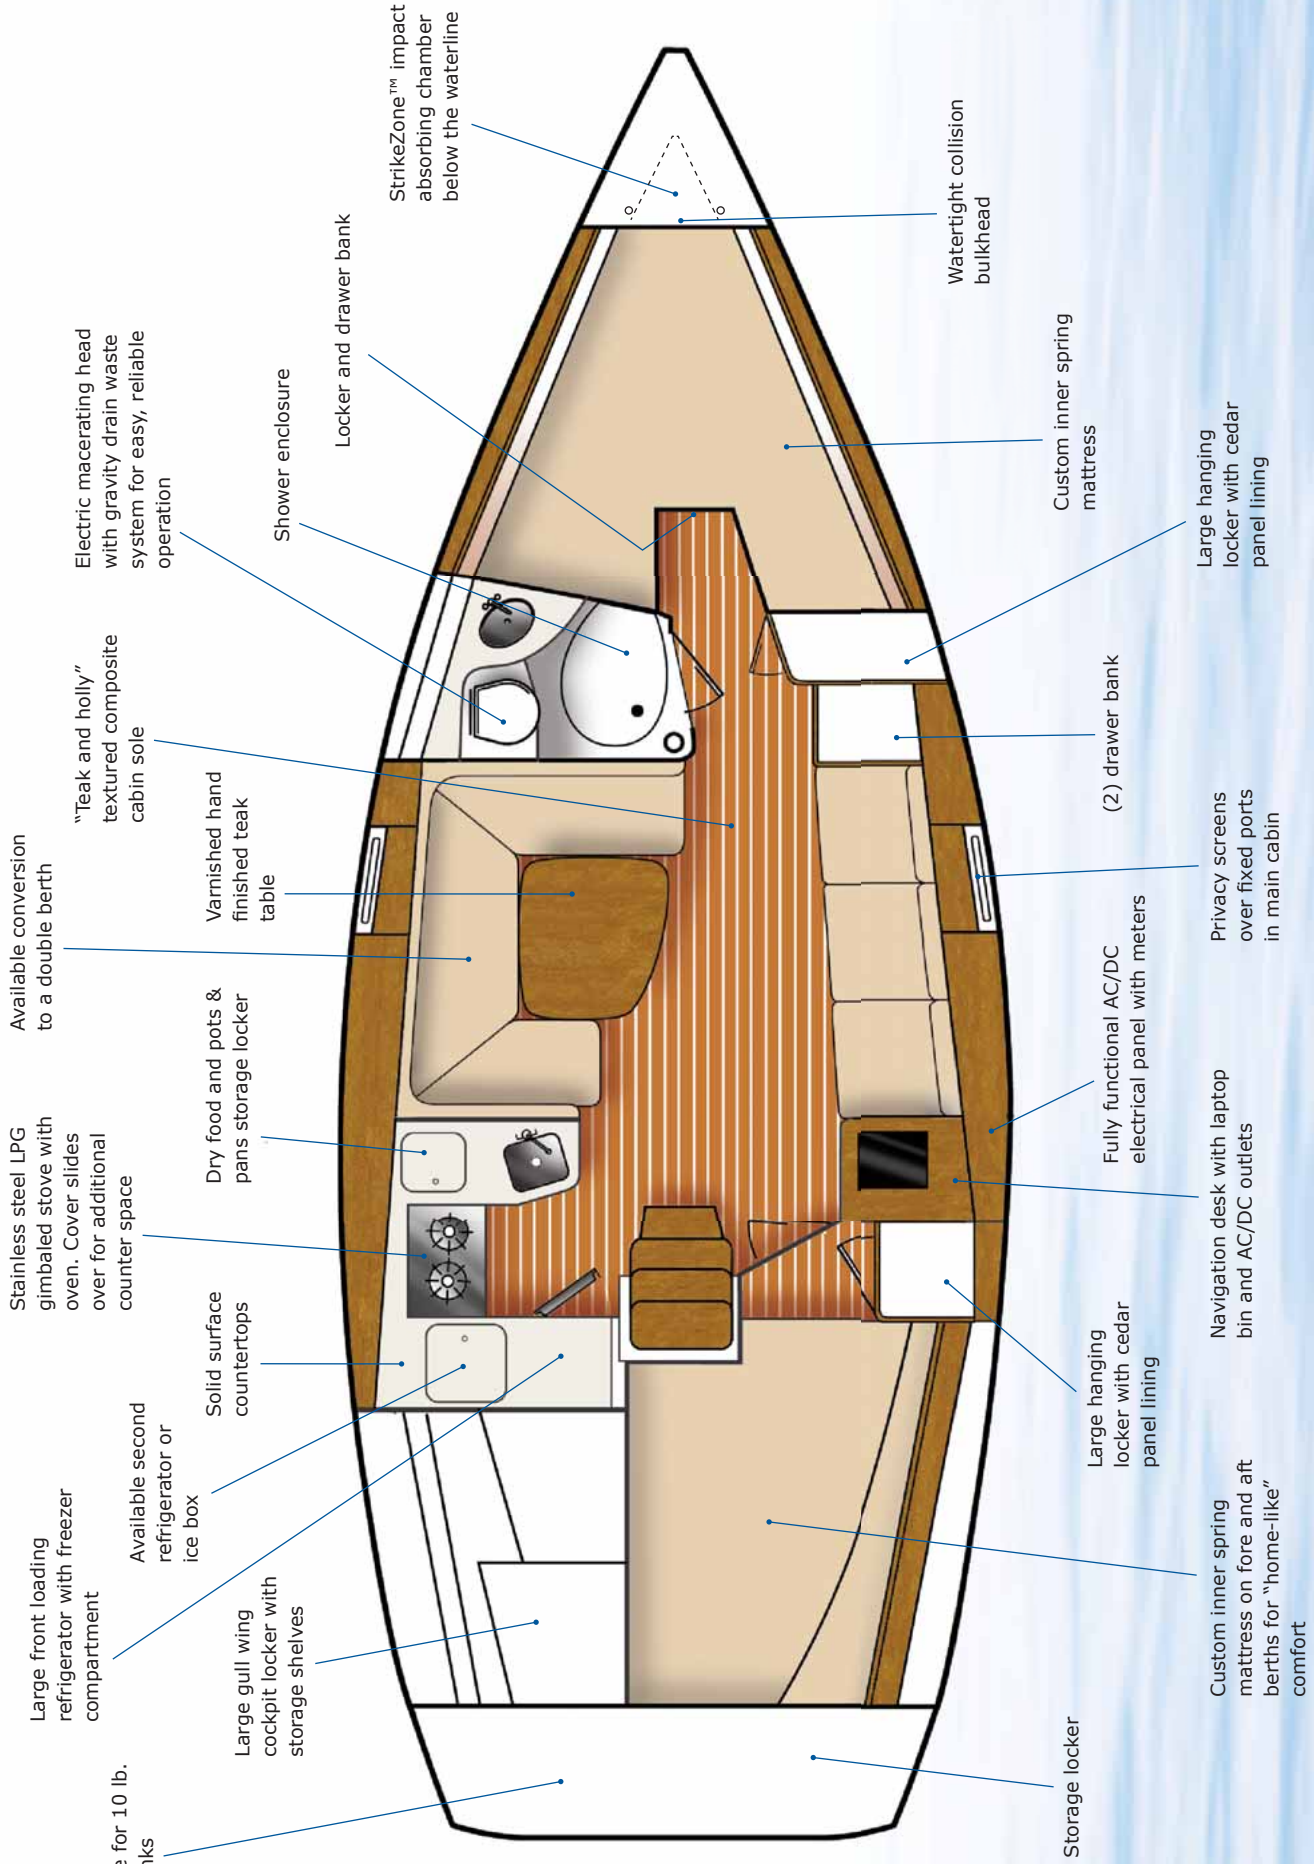 StrikeZone™ impact
absorbing chamber
below the waterline
Electric macerating head
with gravity drain waste
system for easy, reliable
operation
Locker and drawer bank
Shower enclosure
"Teak and holly"
textured composite
cabin sole
Available conversion
to a double berth
Varnished hand
finished teak
table
Stainless steel LPG
gimbaled stove with
oven. Cover slides
over for additional
counter space
Dry food and pots &
pans storage locker
Solid surface
countertops
Large front loading
refrigerator with freezer
compartment
Available second
refrigerator or
ice box
Large gull wing
cockpit locker with
storage shelves
for 10 lb.
Watertight collision
bulkhead
Custom inner spring
mattress
Large hanging
locker with cedar
panel lining
(2) drawer bank
Privacy screens
over fixed ports
in main cabin
Fully functional AC/DC
electrical panel with meters
Navigation desk with laptop
bin and AC/DC outlets
Large hanging
locker with cedar
panel lining
Custom inner spring
mattress on fore and aft
berths for "home-like"
comfort
Storage locker